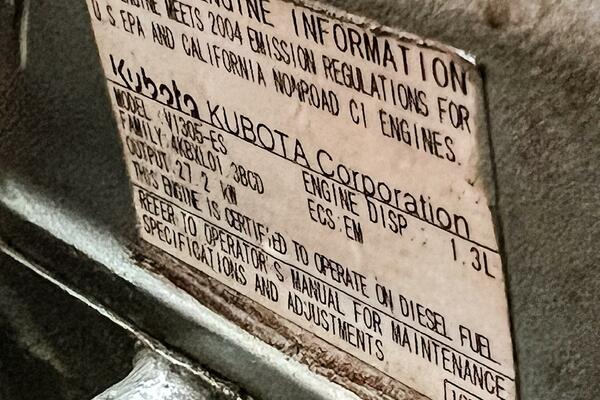 ENGINE INFORMATION
ENGINE MEETS 2004 EMISSION REGULATIONS FOR
U S EPA AND CALIFORNIA NONROAD CI ENGINES.
Kubota KUBOTA Corporation
MODEL :V1305-ES ENGINE DISP 1.3L
FAMILY:4KBXL01.3BCD ECS:EM
OUTPUT:27.2 KW
THIS ENGINE IS CERTIFIED TO OPERATE ON DIESEL FUEL
REFER TO OPERATOR S MANUAL FOR MAINTENANCE
SPECIFICATIONS AND ADJUSTMENTS